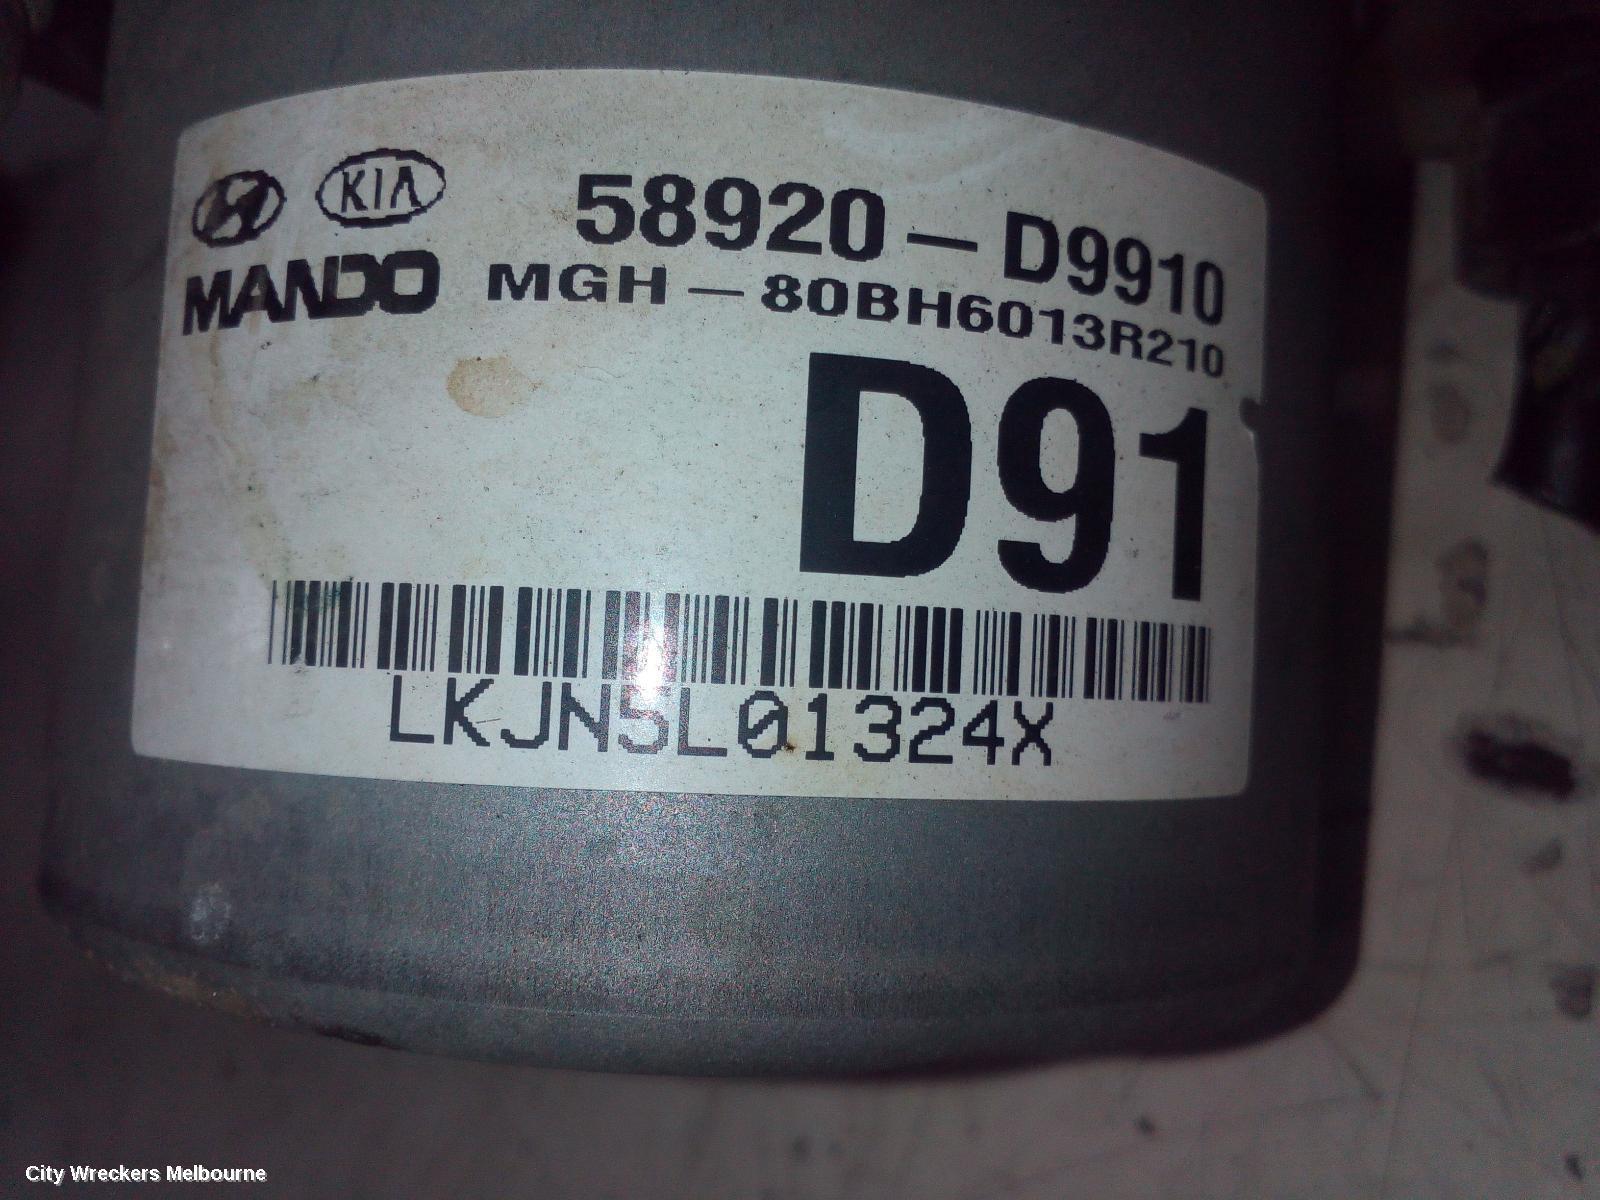 KIA
58920-D9910
MANDO MGH-80BH6013R210
D91
LKJN5L01324X
City Wreckers Melbourne